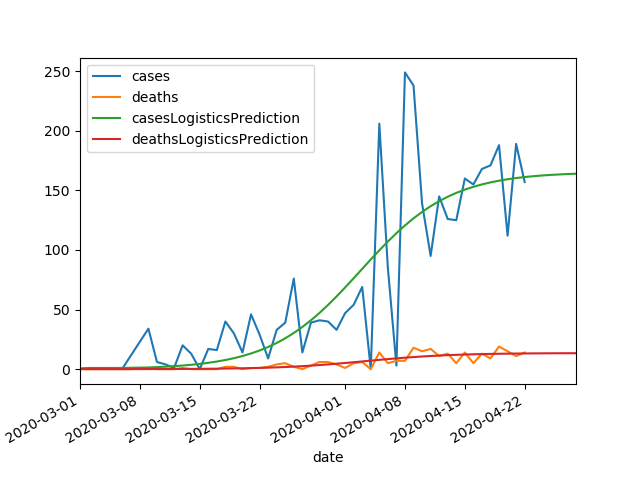 250
200
150
100
50
0
cases
deaths
casesLogisticsPrediction
deathsLogisticsPrediction
2020-03-01
2020-03-08
2020-03-15
2020-03-22
2020-04-01
2020-04-08
2020-04-15
2020-04-22
date